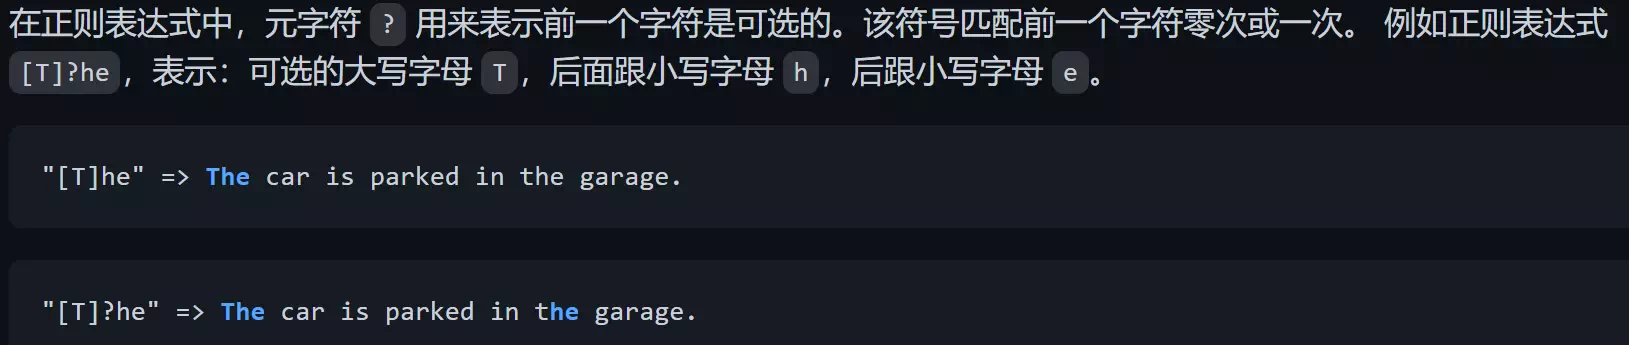 在正则表达式中，元字符 ? 用来表示前一个字符是可选的。该符号匹配前一个字符零次或一次。 例如正则表达式
[T]?he，表示：可选的大写字母 T，后面跟小写字母 h，后跟小写字母 e。
"[T]he" => The car is parked in the garage.
"[T]?he" => The car is parked in the garage.